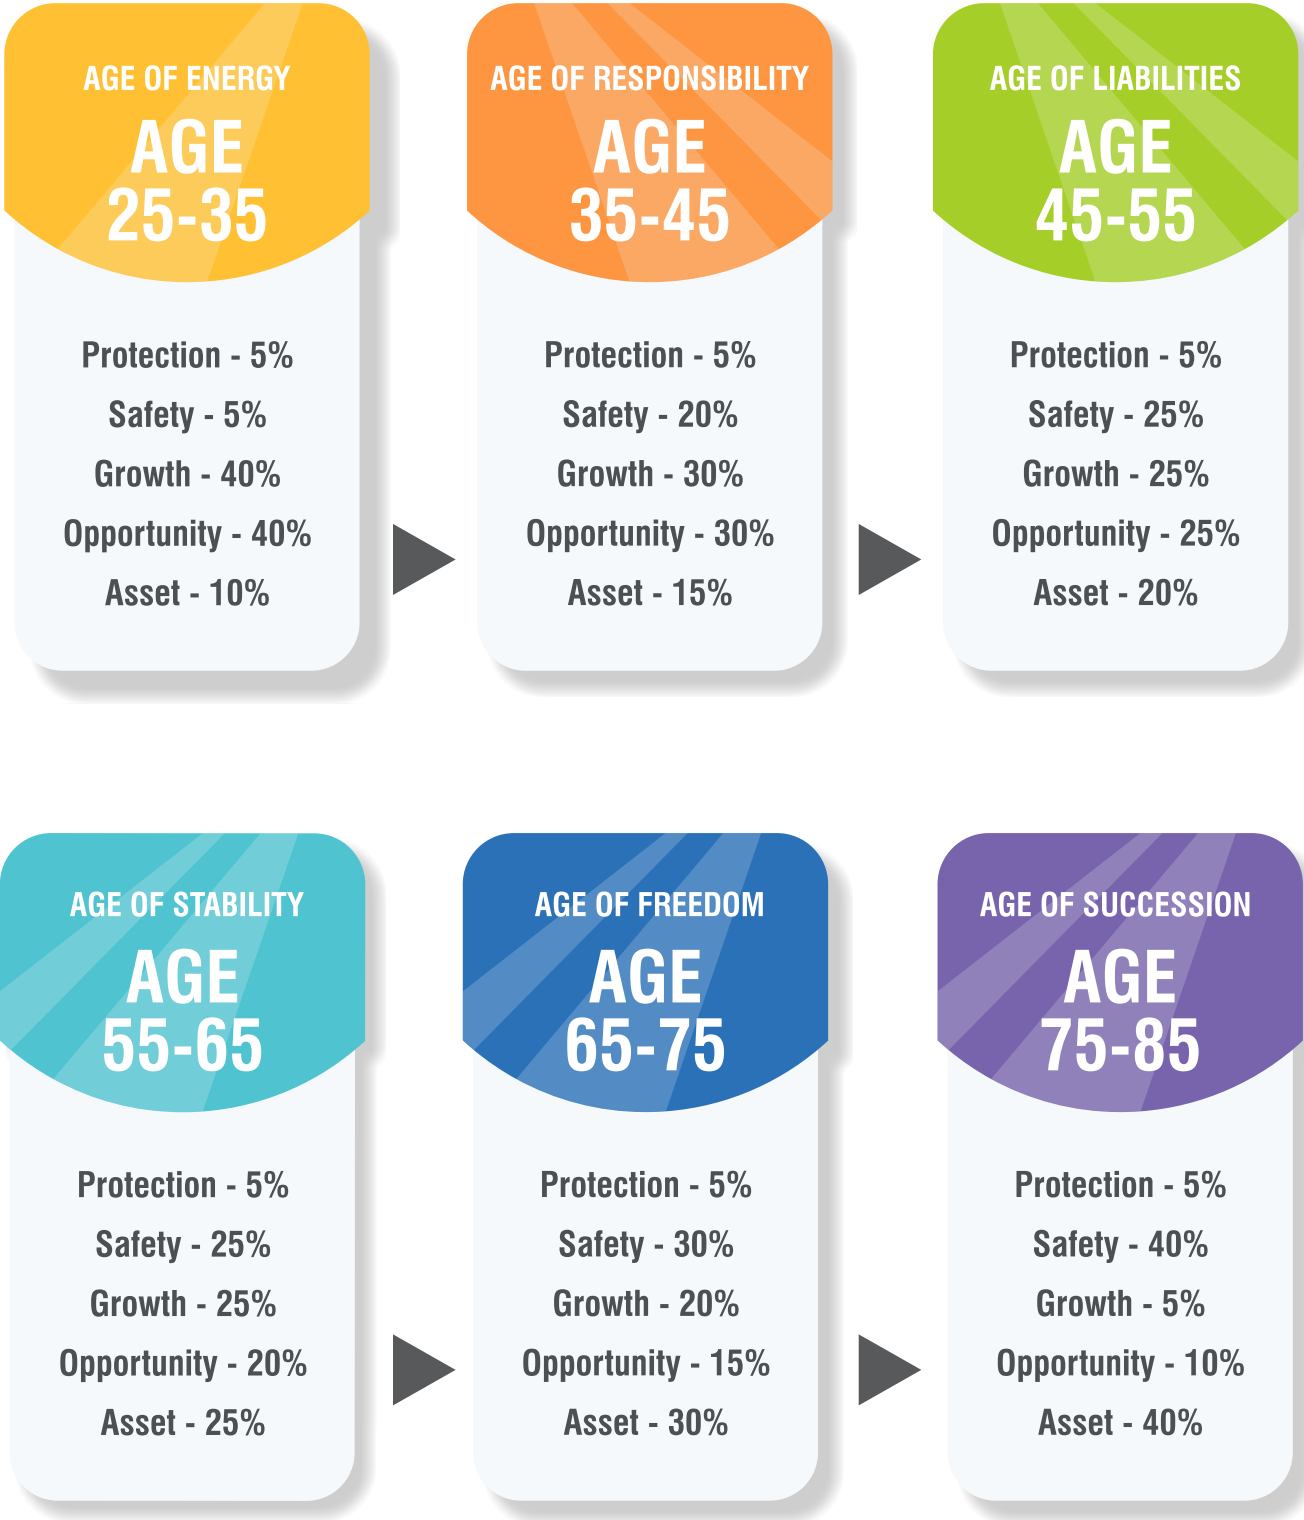 AGE OF ENERGY
AGE
25-35
Protection - 5%
Safety - 5%
Growth - 40%
Opportunity - 40%
Asset - 10%
AGE OF RESPONSIBILITY
AGE
35-45
Protection - 5%
Safety - 20%
Growth - 30%
Opportunity - 30%
Asset - 15%
AGE OF LIABILITIES
AGE
45-55
Protection - 5%
Safety - 25%
Growth - 25%
Opportunity - 25%
Asset - 20%
AGE OF STABILITY
AGE
55-65
Protection - 5%
Safety - 25%
Growth - 25%
Opportunity - 20%
Asset - 25%
AGE OF FREEDOM
AGE
65-75
Protection - 5%
Safety - 30%
Growth - 20%
Opportunity - 15%
Asset - 30%
AGE OF SUCCESSION
AGE
75-85
Protection - 5%
Safety - 40%
Growth - 5%
Opportunity - 10%
Asset - 40%